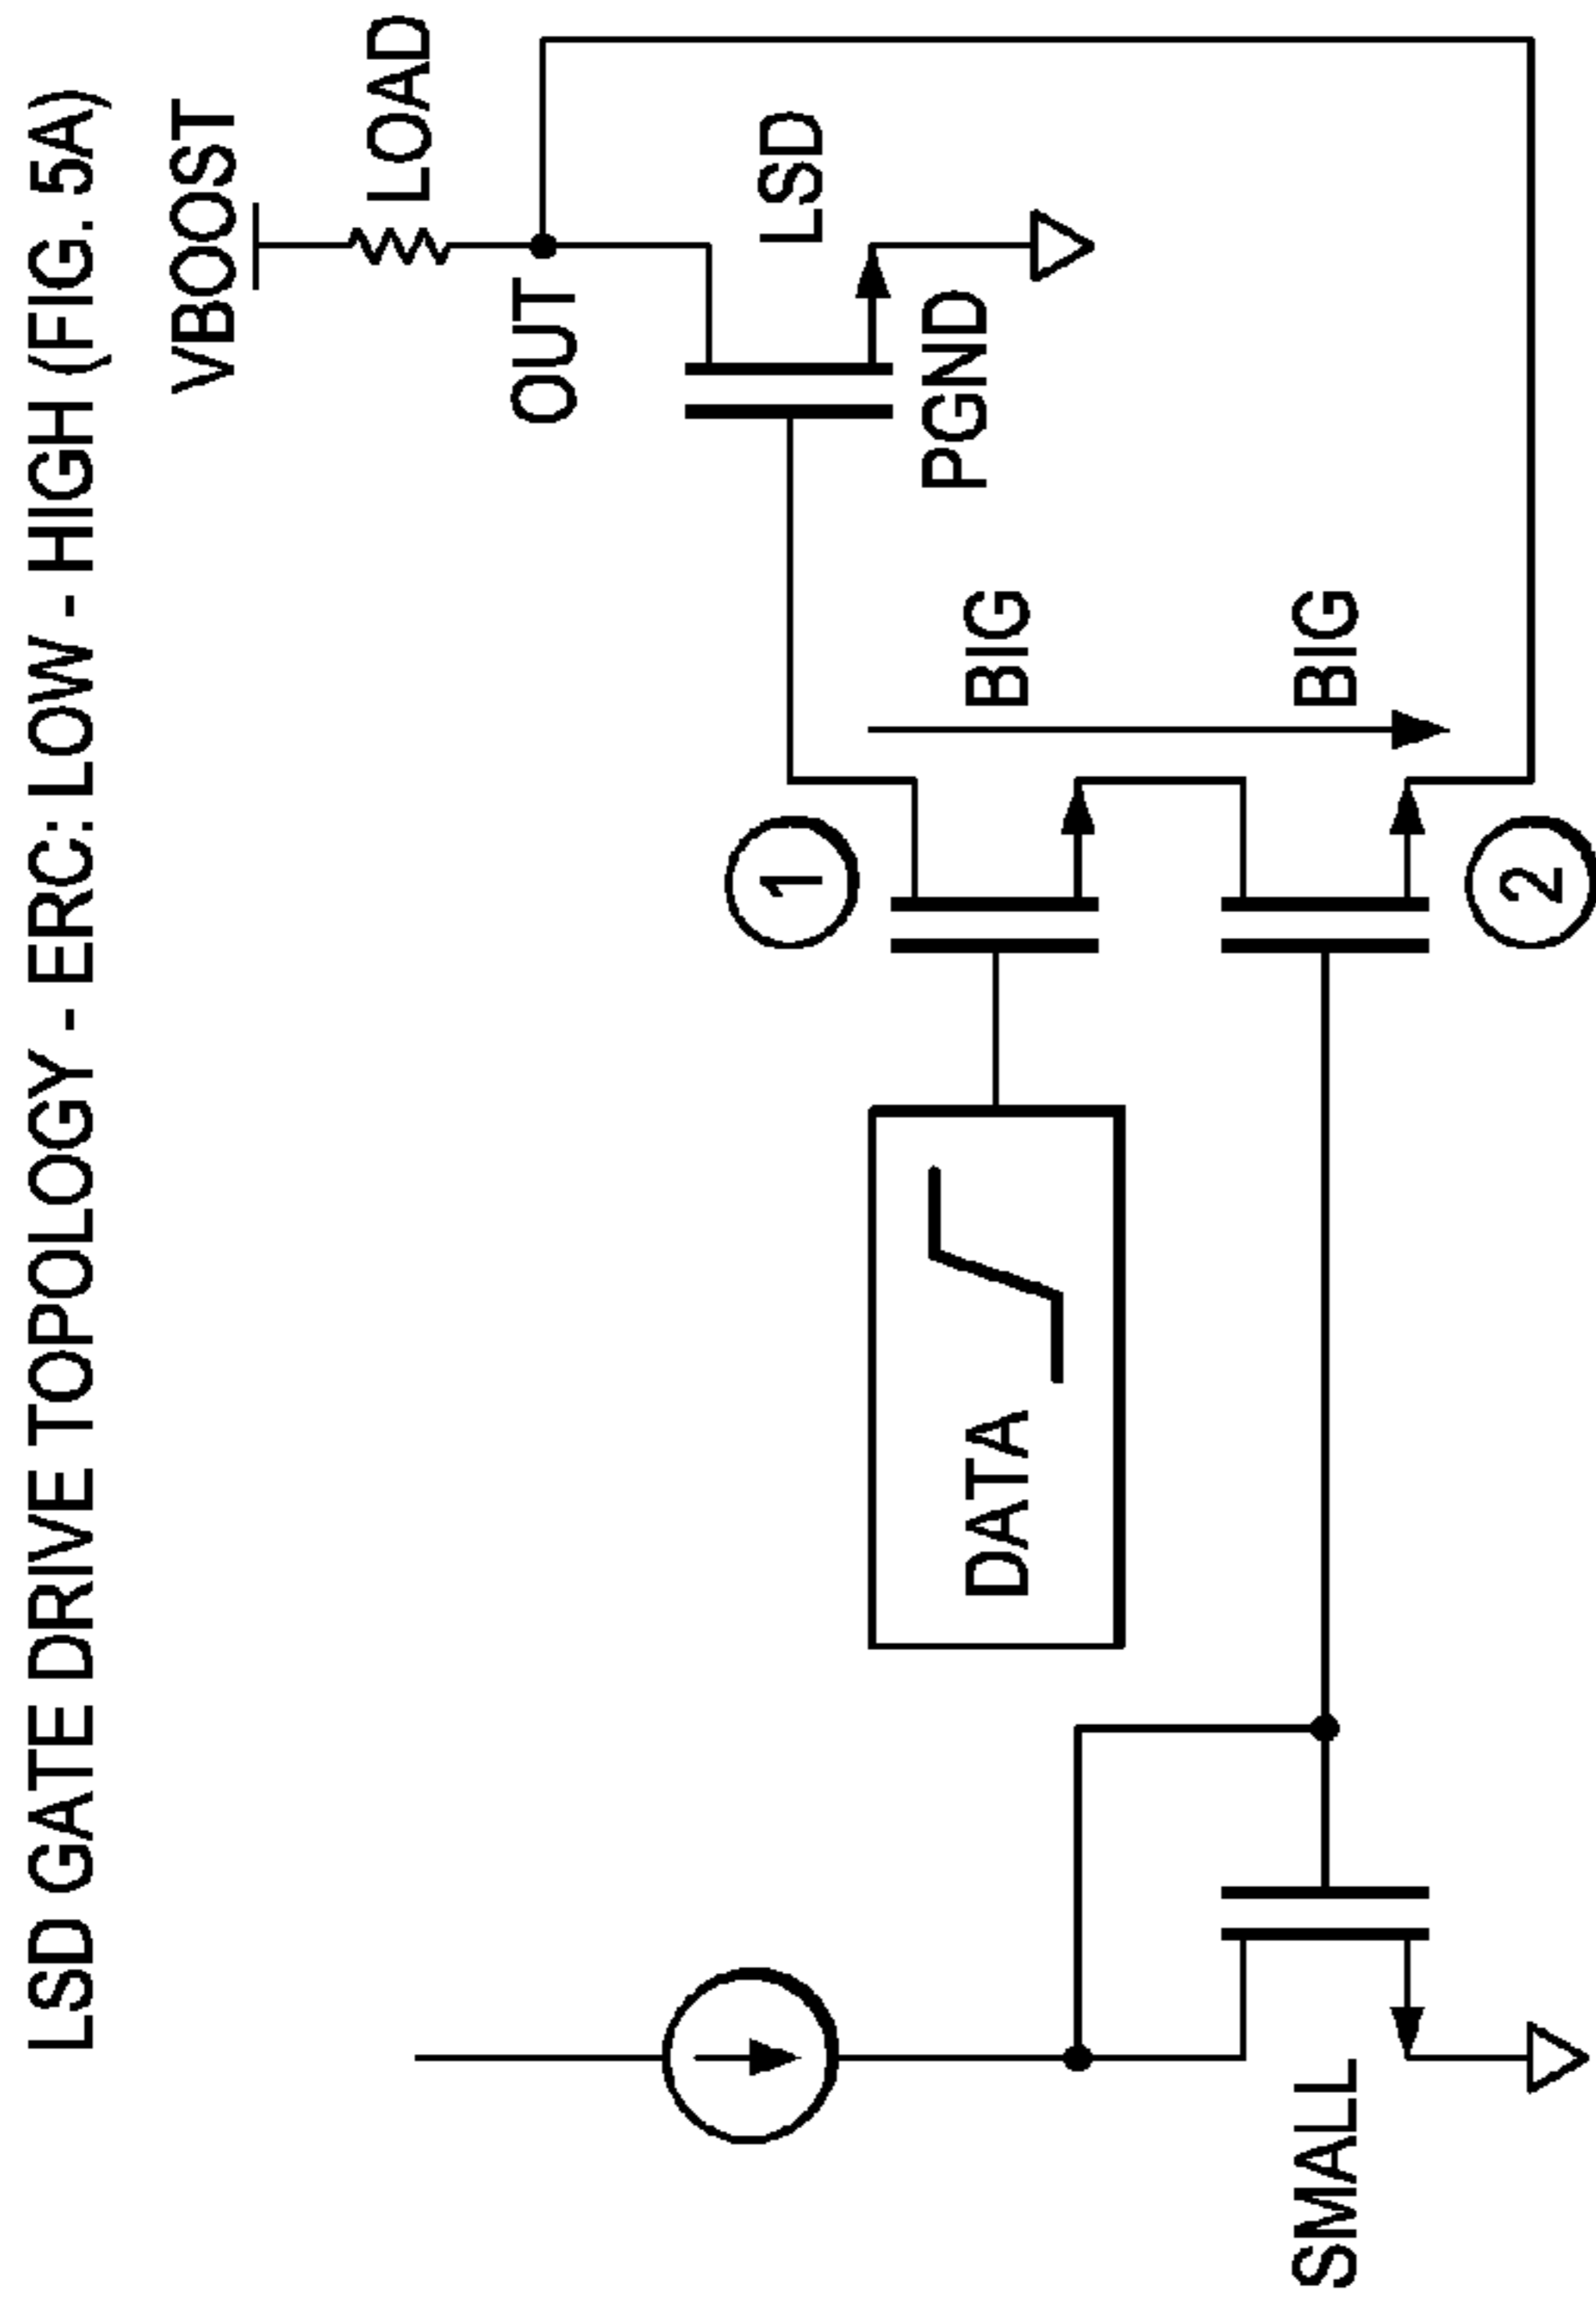 LSD GATE DRIVE TOPOLOGY - ERC: LOW - HIGH (FIG. 5A)
VBOOST
LOAD
OUT
LSD
PGND
1
BIG
DATA
BIG
SMALL
2